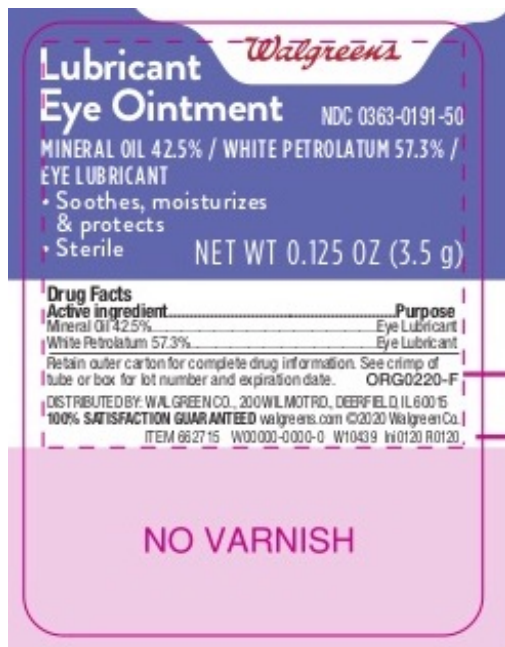 Walgreens
Lubricant
Eye Ointment
NDC 0363-0191-50
MINERAL OIL 42.5% / WHITE PETROLATUM 57.3% /
EYE LUBRICANT
• Soothes, moisturizes
& protects
• Sterile
NET WT 0.125 OZ (3.5 g)
Drug Facts
Active ingredient......Purpose
Mineral Oil 42.5%......Eye Lubricant
White Petrolatum 57.3%......Eye Lubricant
Retain outer carton for complete drug information. See crimp of
tube or box for lot number and expiration date. ORG0220-F
DISTRIBUTED BY: WALGREEN CO., 200 WILMOT RD., DEERFIELD, IL 60015
100% SATISFACTION GUARANTEED walgreens.com ©2020 Walgreen Co.
ITEM 662715 W00000-0000-0 W10439 Ini0120 R0120
NO VARNISH